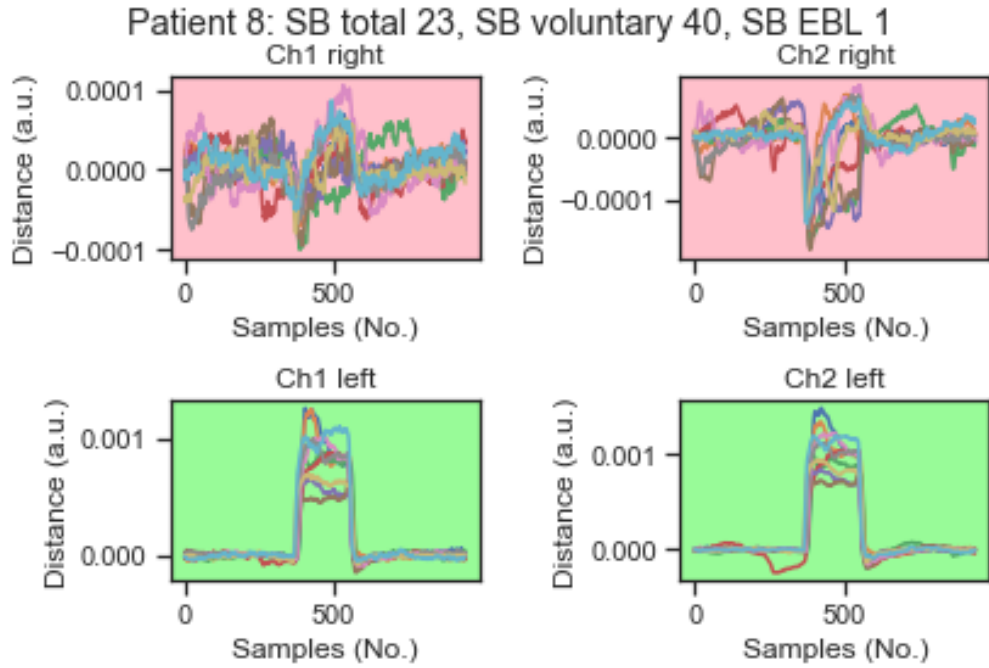 Patient 8: SB total 23, SB voluntary 40, SB EBL 1
Ch1 right
Distance (a.u.)
0.0001
0.0000
−0.0001
0
500
Samples (No.)
Ch2 right
Distance (a.u.)
0.0000
−0.0001
0
500
Samples (No.)
Ch1 left
Distance (a.u.)
0.001
0.000
0
500
Samples (No.)
Ch2 left
Distance (a.u.)
0.001
0.000
0
500
Samples (No.)